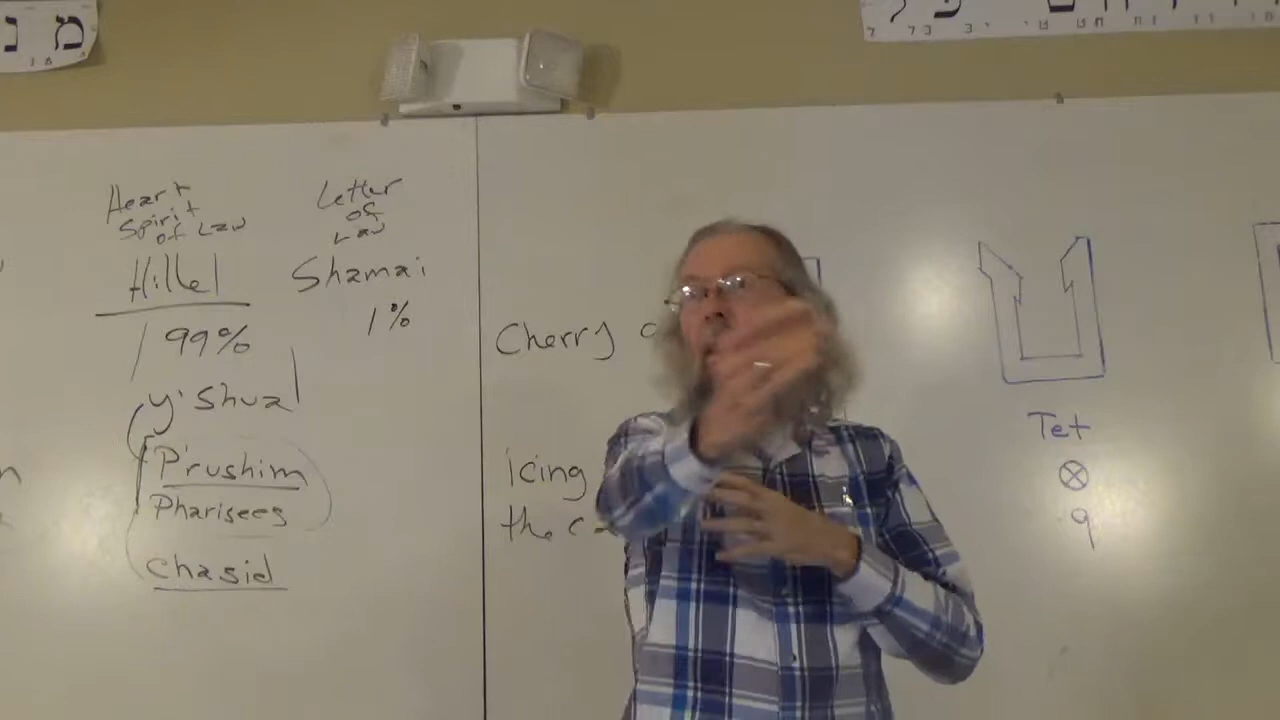 מ נ
Heart
Spirit
of Law
Hillel
99%
Y'shua
P'rushim
Pharisees
chasid
Letter
of
Law
Shamai
1%
Cherry
icing
the
Tet
⊗
9